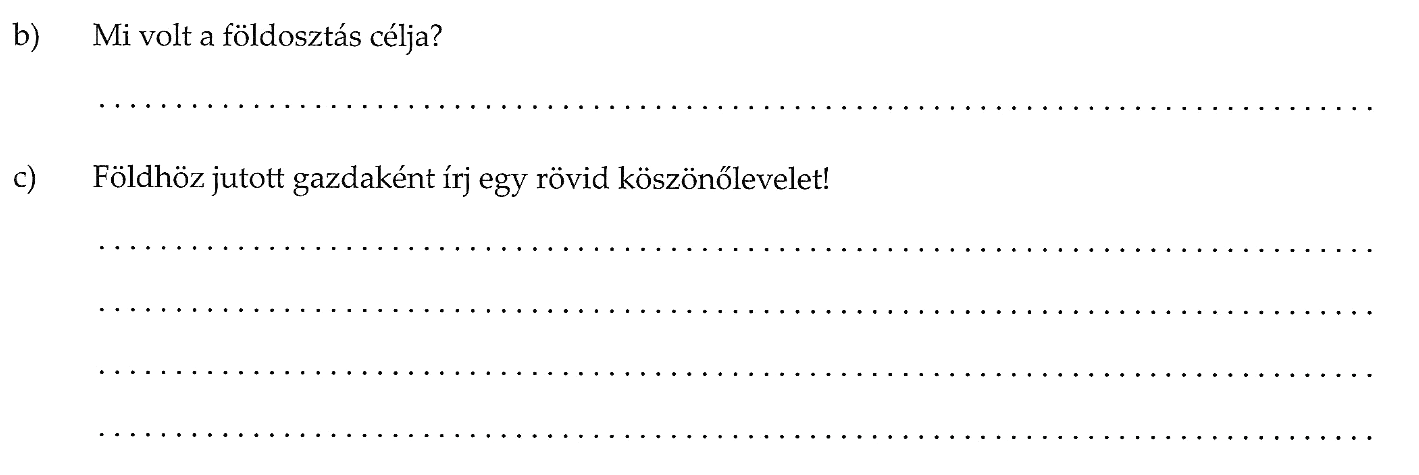 b) Mi volt a földosztás célja?
c) Földhöz jutott gazdaként írj egy rövid köszönőlevelet!